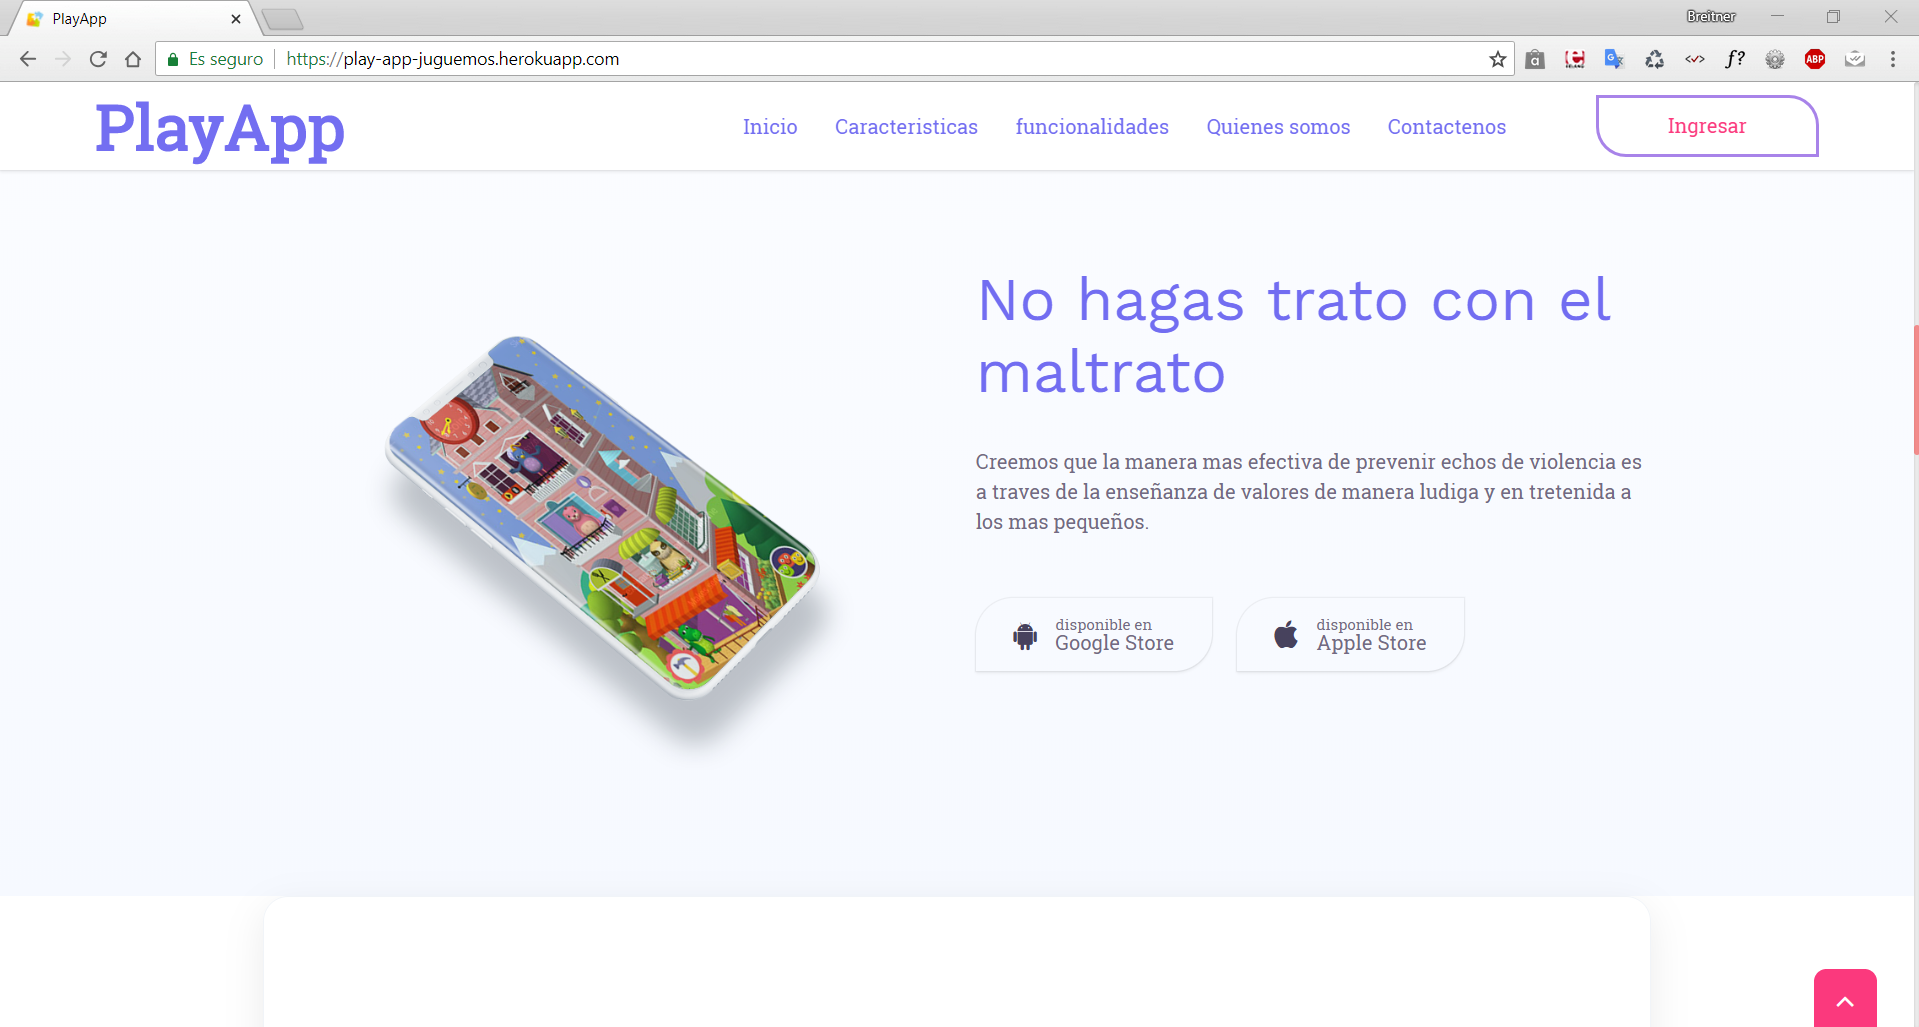 PlayApp
Breitner
Es seguro
https://play-app-juguemos.herokuapp.com
a
f?
ABP
PlayApp
Inicio
Caracteristicas
funcionalidades
Quienes somos
Contactenos
Ingresar
No hagas trato con el
maltrato
Creemos que la manera mas efectiva de prevenir echos de violencia es
a traves de la enseñanza de valores de manera ludiga y en tretenida a
los mas pequeños.
disponible en
Google Store
disponible en
Apple Store